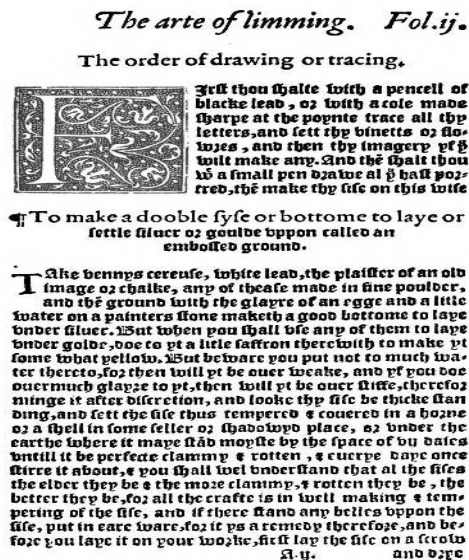 The arte of limming. Fol.ij.
The order of drawing or tracing.
First thou shalte with a pencell of
blacke lead, or with a cole made
sharpe at the poynte trace all thy
letters, and sett thy vinetts or flo-
wres, and then thy imagery yf yͧ
wilt make any. And thē shalt thou
wͭ a small pen drawe al yͧ hast por-
tred, thē make thy sise on this wise
¶ To make a dooble syse or bottome to laye or
settle siluer or goulde vppon called an
embossed ground.
TAke vennys cereuse, white lead, the plaister of an old
image or chalke, any of thease made in fine poulder,
and thē ground with the glayre of an egge and a litle
water on a painters stone maketh a good bottome to laye
vnder siluer. But when you shall vse any of them to laye
vnder golde, doe to yt a litle saffron therewith to make yt
some what yellow. But beware you put not to much wa-
ter thereto, for then will yt be ouer weake, and yf you doe
ouermuch glayre to yt, then will yt be ouer stiffe, therefor
minge it after discretion, and looke thy sise be thicke stan
ding, and sett the sise thus tempered & couered in a horne
or a shell in some seller or shadowyd place, or vnder the
earthe where it maye stād moyste by the space of vij daies
vntill it be perfecte clammy & rotten, & euerye daye once
stirre it about, & you shall wel vnderstand that al the sises
the elder they be & the more clammy, & rotten they be, the
better they be, for all the crafte is in well making & tem-
pering of the sise, and if there stand any belles vppon the
sise, put in eare ware, for it ys a remedy therefore, and be-
fore you laye it on your worke, first lay the sise on a scrow
A.ij. and drye